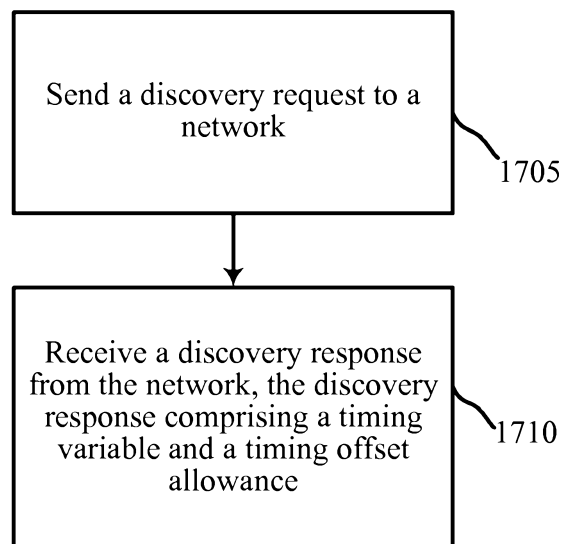 Send a discovery request to a
network
1705
Receive a discovery response
from the network, the discovery
response comprising a timing
variable and a timing offset
allowance
1710